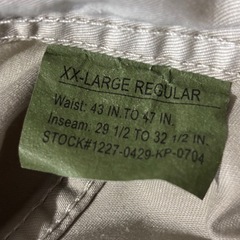 XX-LARGE REGULAR
Waist: 43 IN. TO 47 IN.
Inseam: 29 1/2 TO 32 1/2 IN.
STOCK#1227-0429-KP-0704